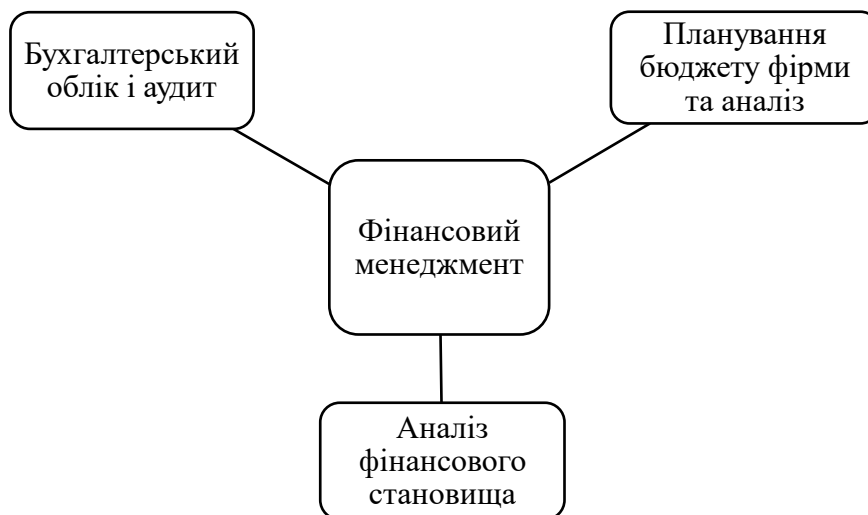 Бухгалтерський
облік і аудит
Планування
бюджету фірми
та аналіз
Фінансовий
менеджмент
Аналіз
фінансового
становища